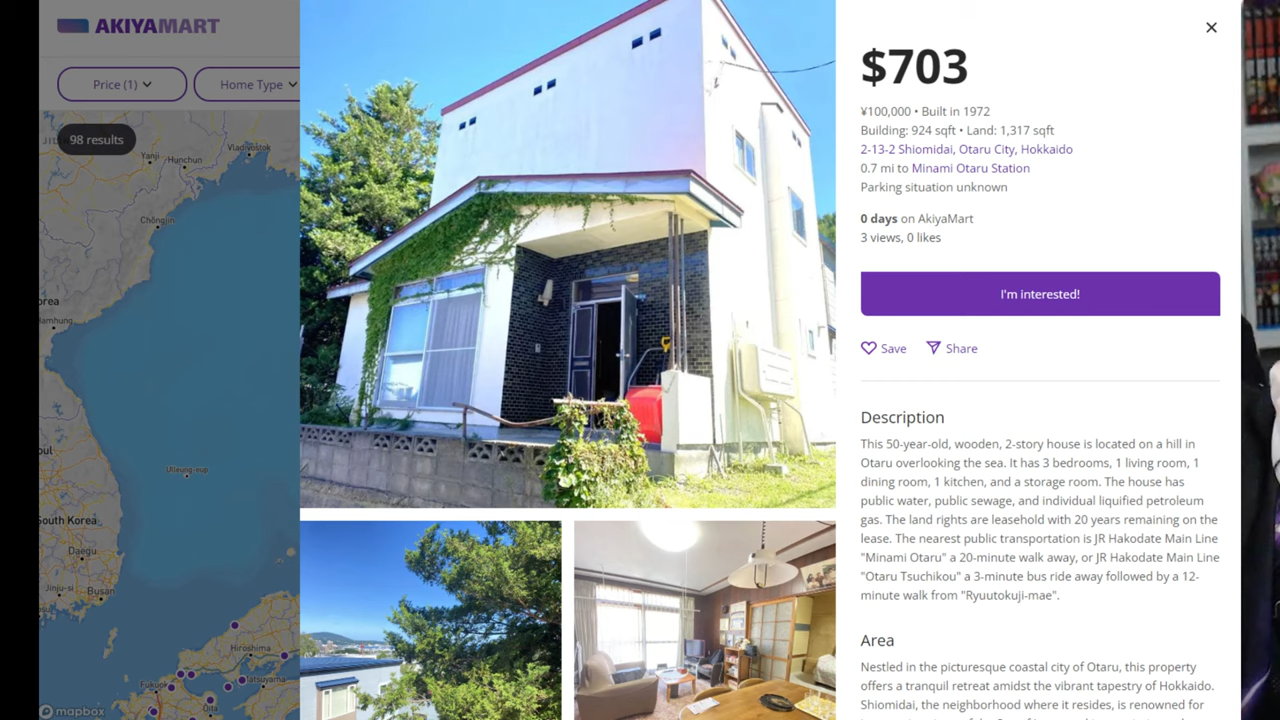 AKIYAMART
Price (1)
Home Type
98 results
Yanji
Hunchun
Vladivostok
Chŏngjin
orea
lamhung
oul
Ulleung-eup
South Korea
Daegu
Jinju-si
Busan
Hiroshima
Matsuyama
Fukuok
Oita
mapbox
$703
¥100,000 • Built in 1972
Building: 924 sqft • Land: 1,317 sqft
2-13-2 Shiomidai, Otaru City, Hokkaido
0.7 mi to Minami Otaru Station
Parking situation unknown
0 days on AkiyaMart
3 views, 0 likes
I'm interested!
Save
Share
Description
This 50-year-old, wooden, 2-story house is located on a hill in
Otaru overlooking the sea. It has 3 bedrooms, 1 living room, 1
dining room, 1 kitchen, and a storage room. The house has
public water, public sewage, and individual liquified petroleum
gas. The land rights are leasehold with 20 years remaining on the
lease. The nearest public transportation is JR Hakodate Main Line
"Minami Otaru" a 20-minute walk away, or JR Hakodate Main Line
"Otaru Tsuchikou" a 3-minute bus ride away followed by a 12-
minute walk from "Ryuutokuji-mae".
Area
Nestled in the picturesque coastal city of Otaru, this property
offers a tranquil retreat amidst the vibrant tapestry of Hokkaido.
Shiomidai, the neighborhood where it resides, is renowned for